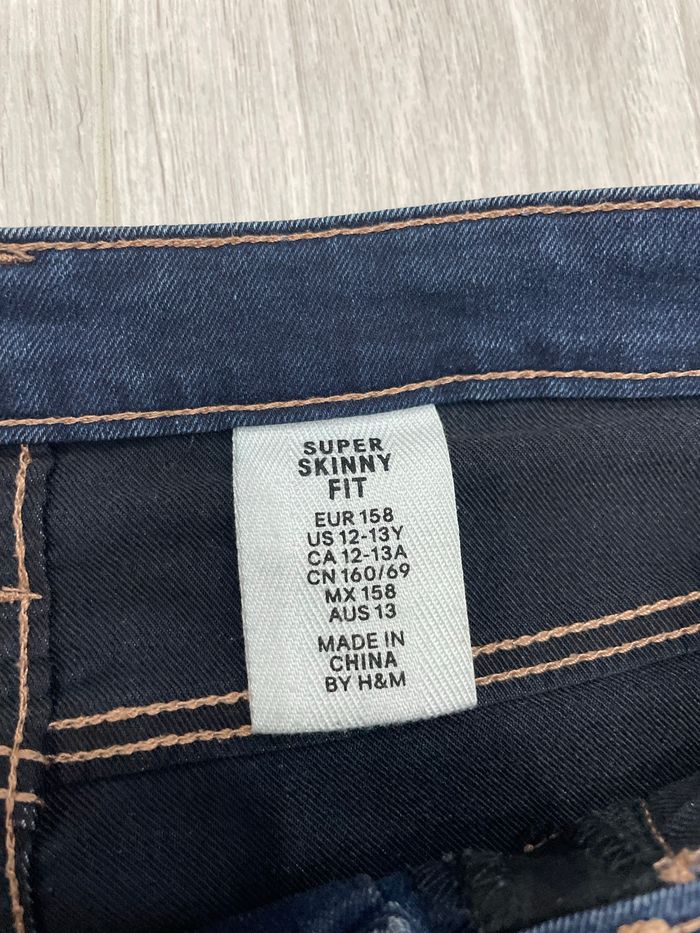 SUPER
SKINNY
FIT
EUR 158
US 12-13Y
CA 12-13A
CN 160/69
MX 158
AUS 13
MADE IN
CHINA
BY H&M